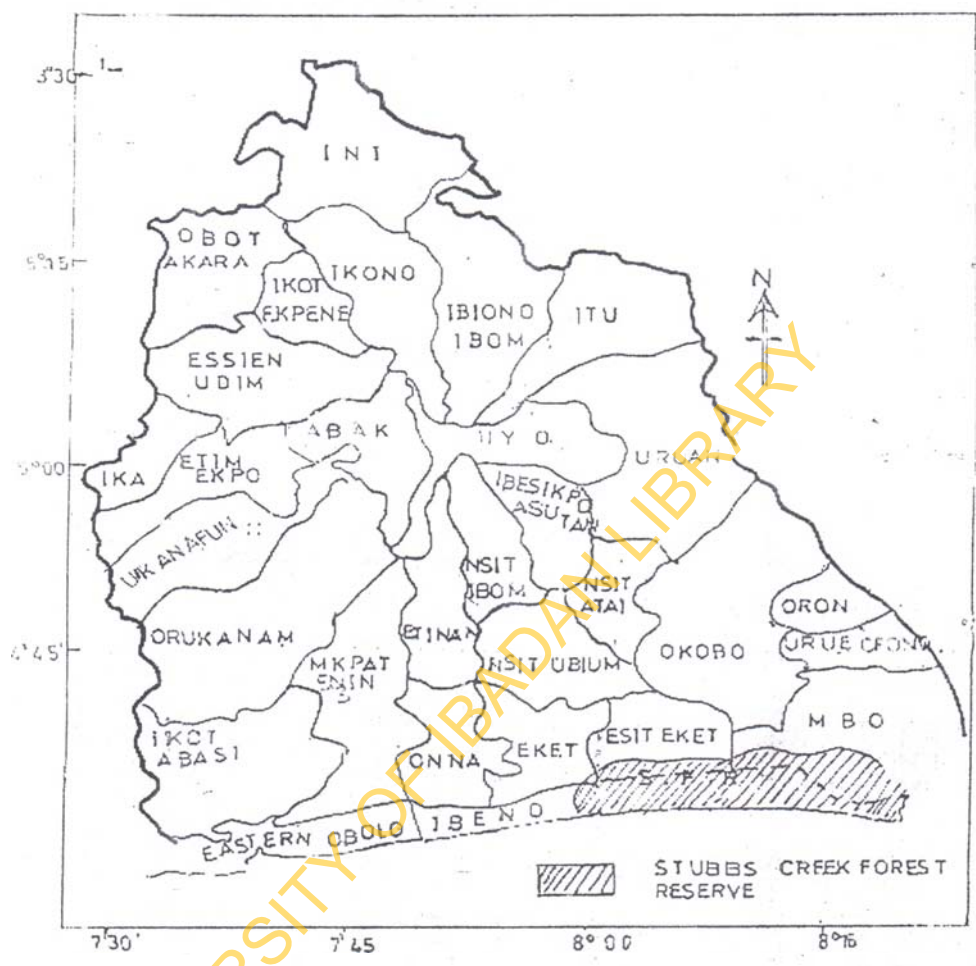 INI
OBOT
AKARA
IKOT
EKPENE
IKONO
IBIONO
IBOM
ITU
N
ESSIEN
UDIM
ABAK
UYO
URUAN
IKA
ETIM
EKPO
IBESIKPO
ASUTAN
UKANAFUN
NSIT
IBOM
NSIT
ATAI
ORON
ORUKANAM
ETINAN
MKPAT
ENIN
NSIT UBIUM
OKOBO
URUE
MBO
IKOT
ABASI
ONNA
EKET
ESIT EKET
EASTERN OBOLO
IBENO
STUBBS CREEK FOREST
RESERVE
5°15
5°00
4°45'
7°30
7°45
8°00
8°15
UNIVERSITY OF IBADAN LIBRARY